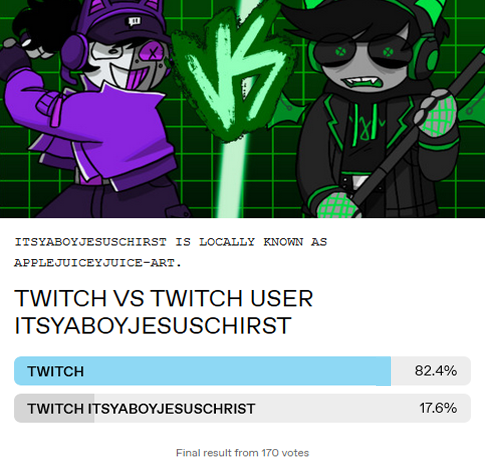 VS
ITSYABOYJESUSCHIRST IS LOCALLY KNOWN AS
APPLEJUICEYJUICE-ART.
TWITCH VS TWITCH USER
ITSYABOYJESUSCHIRST
TWITCH 82.4%
TWITCH ITSYABOYJESUSCHRIST 17.6%
Final result from 170 votes